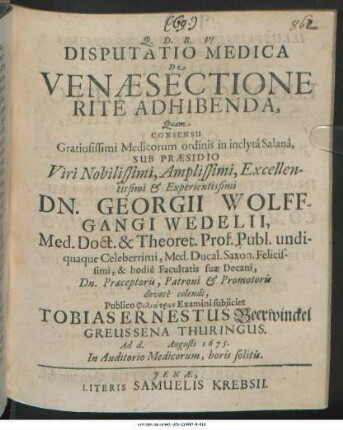 (69.)
862
Q. D. B. V!
DISPUTATIO MEDICA
De
VENÆSECTIONE
RITE ADHIBENDA,
Quam
CONSENSU
Gratiosissimi Medicorum ordinis in inclytâ Salanâ,
SUB PRÆSIDIO
Viri Nobilissimi, Amplissimi, Excellen-
tissimi & Experientissimi
DN. GEORGII WOLFF-
GANGI WEDELII,
Med. Doct. & Theoret. Prof. Publ. undi-
quaque Celeberrimi, Med. Ducal. Saxon. Felicis-
simi, & hodiè Facultatis suæ Decani,
Dn. Præceptoris, Patroni & Promotoris
devotè colendi,
Publico Examini subjiciet
TOBIAS ERNESTUS Beerwinckel
GREUSSENA THURINGUS.
Ad d. Augusti 1675.
In Auditorio Medicorum, horis solitis.
JENÆ,
LITERIS SAMUELIS KREBSII.